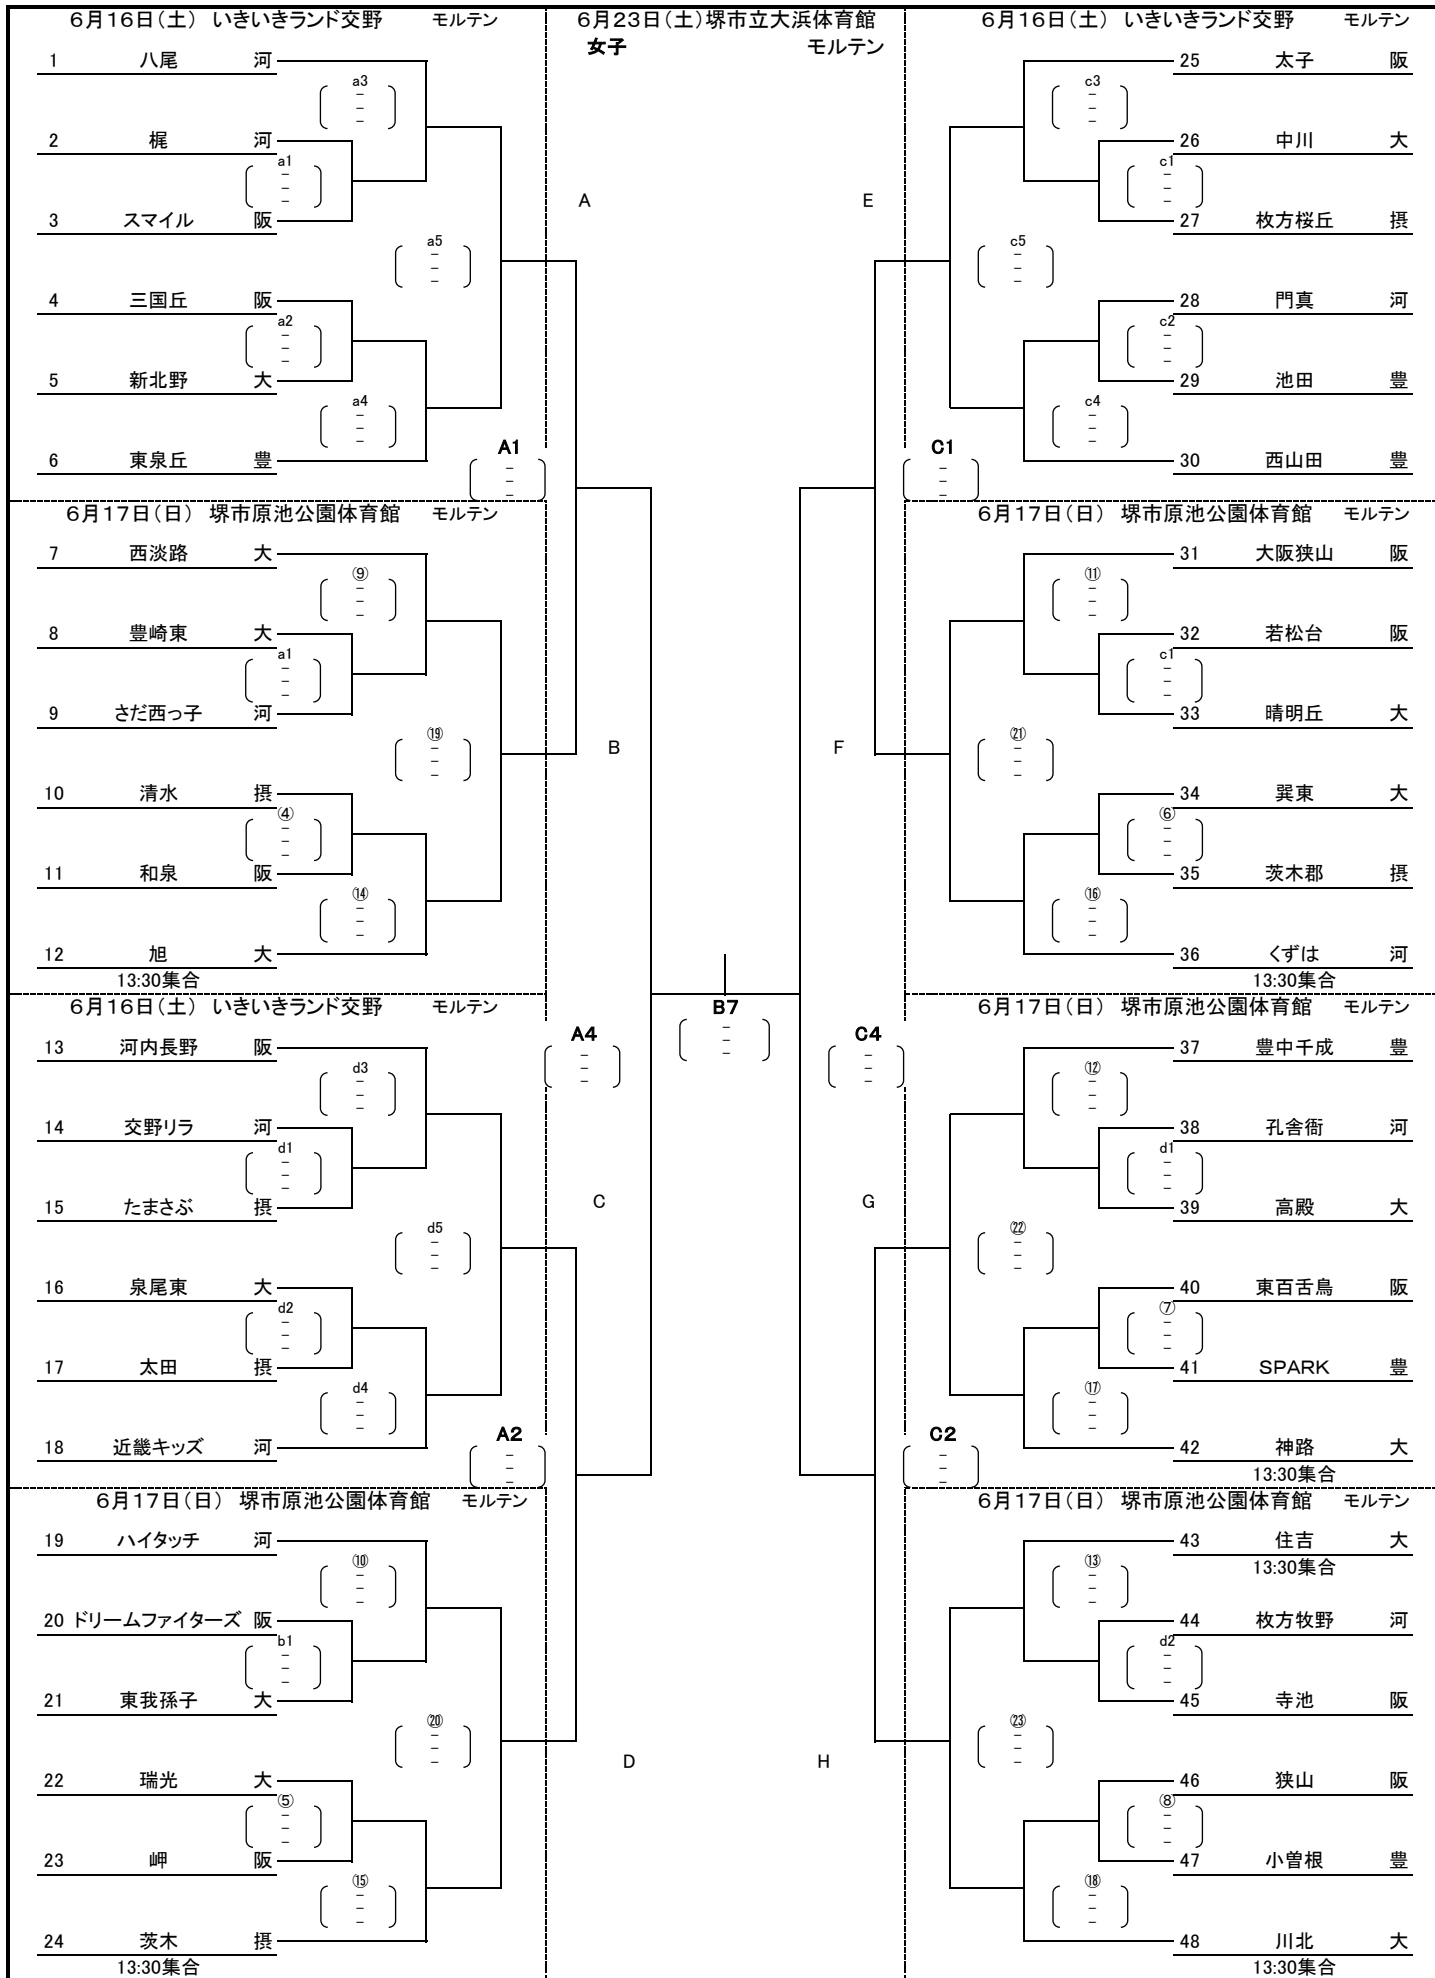 6月16日(土) いきいきランド交野 モルテン
1 八尾 河
a3
2 梶 河
a1
3 スマイル 阪
a5
4 三国丘 阪
a2
5 新北野 大
a4
6 東泉丘 豊
A1
6月17日(日) 堺市原池公園体育館 モルテン
7 西淡路 大
⑨
8 豊崎東 大
a1
9 さだ西っ子 河
⑲
10 清水 摂
④
11 和泉 阪
⑭
12 旭 大
13:30集合
6月16日(土) いきいきランド交野 モルテン
13 河内長野 阪
d3
14 交野リラ 河
d1
15 たまさぶ 摂
d5
16 泉尾東 大
d2
17 太田 摂
d4
18 近畿キッズ 河
A2
6月17日(日) 堺市原池公園体育館 モルテン
19 ハイタッチ 河
⑩
20 ドリームファイターズ 阪
b1
21 東我孫子 大
⑳
22 瑞光 大
⑤
23 岬 阪
⑮
24 茨木 摂
13:30集合
6月23日(土)堺市立大浜体育館
女子 モルテン
A E
B F
A4 B7 C4
C G
D H
6月16日(土) いきいきランド交野 モルテン
25 太子 阪
c3
26 中川 大
c1
27 枚方桜丘 摂
c5
28 門真 河
c2
29 池田 豊
c4
30 西山田 豊
C1
6月17日(日) 堺市原池公園体育館 モルテン
31 大阪狭山 阪
⑪
32 若松台 阪
c1
33 晴明丘 大
㉑
34 巽東 大
⑥
35 茨木郡 摂
⑯
36 くずは 河
13:30集合
6月17日(日) 堺市原池公園体育館 モルテン
37 豊中千成 豊
⑫
38 孔舎衙 河
d1
39 高殿 大
㉒
40 東百舌鳥 阪
⑦
41 SPARK 豊
⑰
42 神路 大
13:30集合
C2
6月17日(日) 堺市原池公園体育館 モルテン
43 住吉 大
13:30集合
⑬
44 枚方牧野 河
d2
45 寺池 阪
㉓
46 狭山 阪
⑧
47 小曽根 豊
⑱
48 川北 大
13:30集合